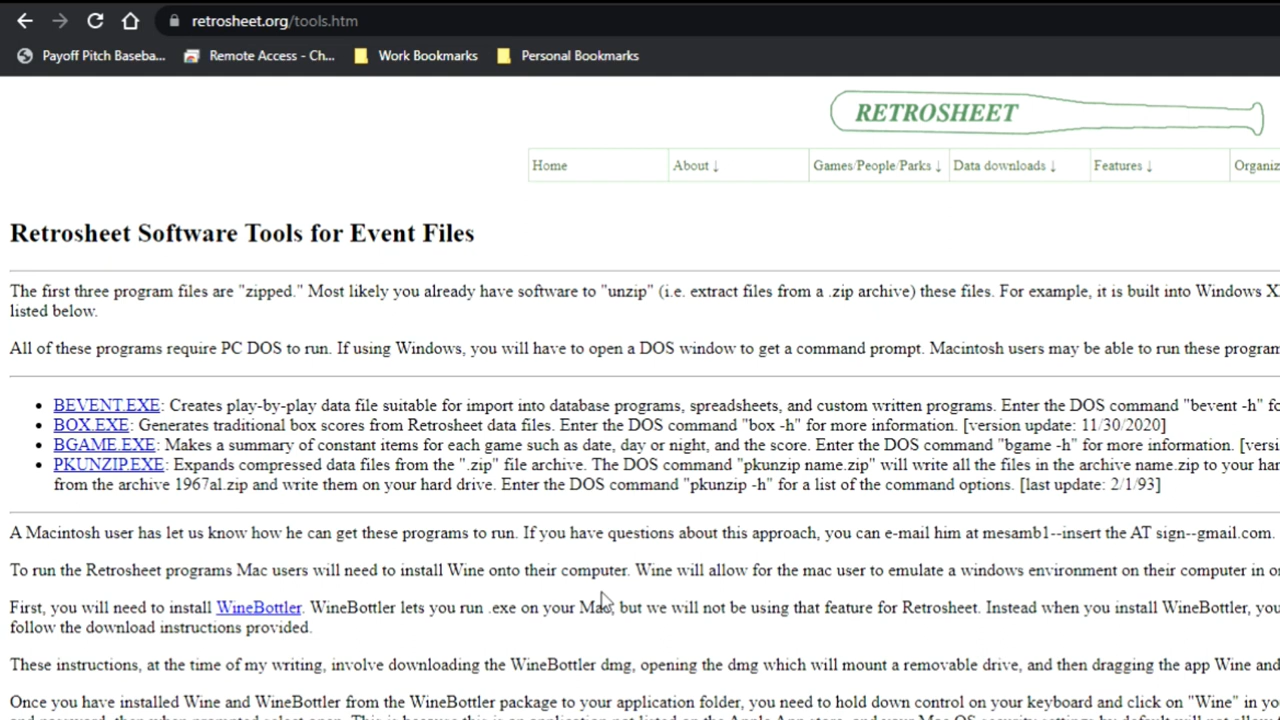 retrosheet.org/tools.htm
Payoff Pitch Baseba... Remote Access - Ch... Work Bookmarks Personal Bookmarks
RETROSHEET
Home About ↓ Games/People/Parks ↓ Data downloads ↓ Features ↓ Organiz
Retrosheet Software Tools for Event Files
The first three program files are "zipped." Most likely you already have software to "unzip" (i.e. extract files from a .zip archive) these files. For example, it is built into Windows X
listed below.
All of these programs require PC DOS to run. If using Windows, you will have to open a DOS window to get a command prompt. Macintosh users may be able to run these program
• BEVENT.EXE: Creates play-by-play data file suitable for import into database programs, spreadsheets, and custom written programs. Enter the DOS command "bevent -h" fo
• BOX.EXE: Generates traditional box scores from Retrosheet data files. Enter the DOS command "box -h" for more information. [version update: 11/30/2020]
• BGAME.EXE: Makes a summary of constant items for each game such as date, day or night, and the score. Enter the DOS command "bgame -h" for more information. [versi
• PKUNZIP.EXE: Expands compressed data files from the ".zip" file archive. The DOS command "pkunzip name.zip" will write all the files in the archive name.zip to your har
from the archive 1967al.zip and write them on your hard drive. Enter the DOS command "pkunzip -h" for a list of the command options. [last update: 2/1/93]
A Macintosh user has let us know how he can get these programs to run. If you have questions about this approach, you can e-mail him at mesamb1--insert the AT sign--gmail.com.
To run the Retrosheet programs Mac users will need to install Wine onto their computer. Wine will allow for the mac user to emulate a windows environment on their computer in or
First, you will need to install WineBottler. WineBottler lets you run .exe on your Mac, but we will not be using that feature for Retrosheet. Instead when you install WineBottler, you
follow the download instructions provided.
These instructions, at the time of my writing, involve downloading the WineBottler dmg, opening the dmg which will mount a removable drive, and then dragging the app Wine and
Once you have installed Wine and WineBottler from the WineBottler package to your application folder, you need to hold down control on your keyboard and click on "Wine" in yo